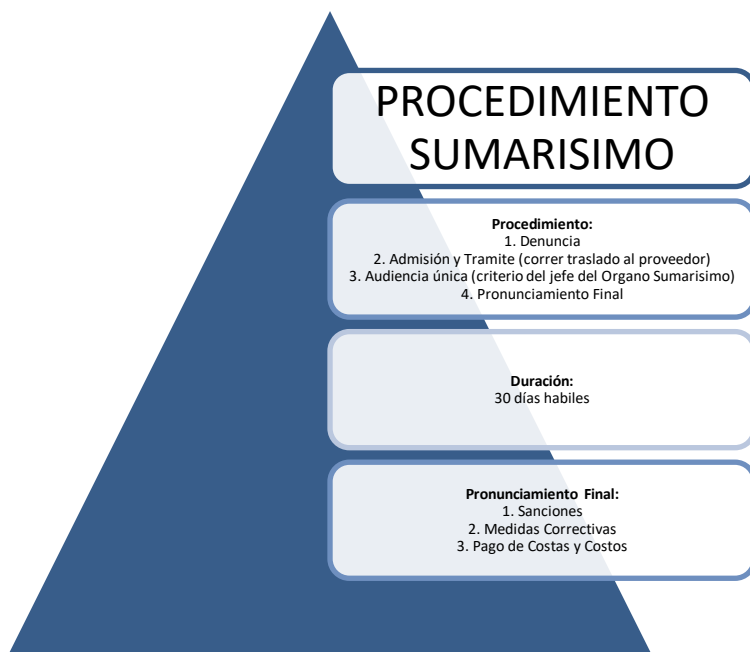 PROCEDIMIENTO
SUMARISIMO
Procedimiento:
1. Denuncia
2. Admisión y Tramite (correr traslado al proveedor)
3. Audiencia única (criterio del jefe del Organo Sumarisimo)
4. Pronunciamiento Final
Duración:
30 días habiles
Pronunciamiento Final:
1. Sanciones
2. Medidas Correctivas
3. Pago de Costas y Costos